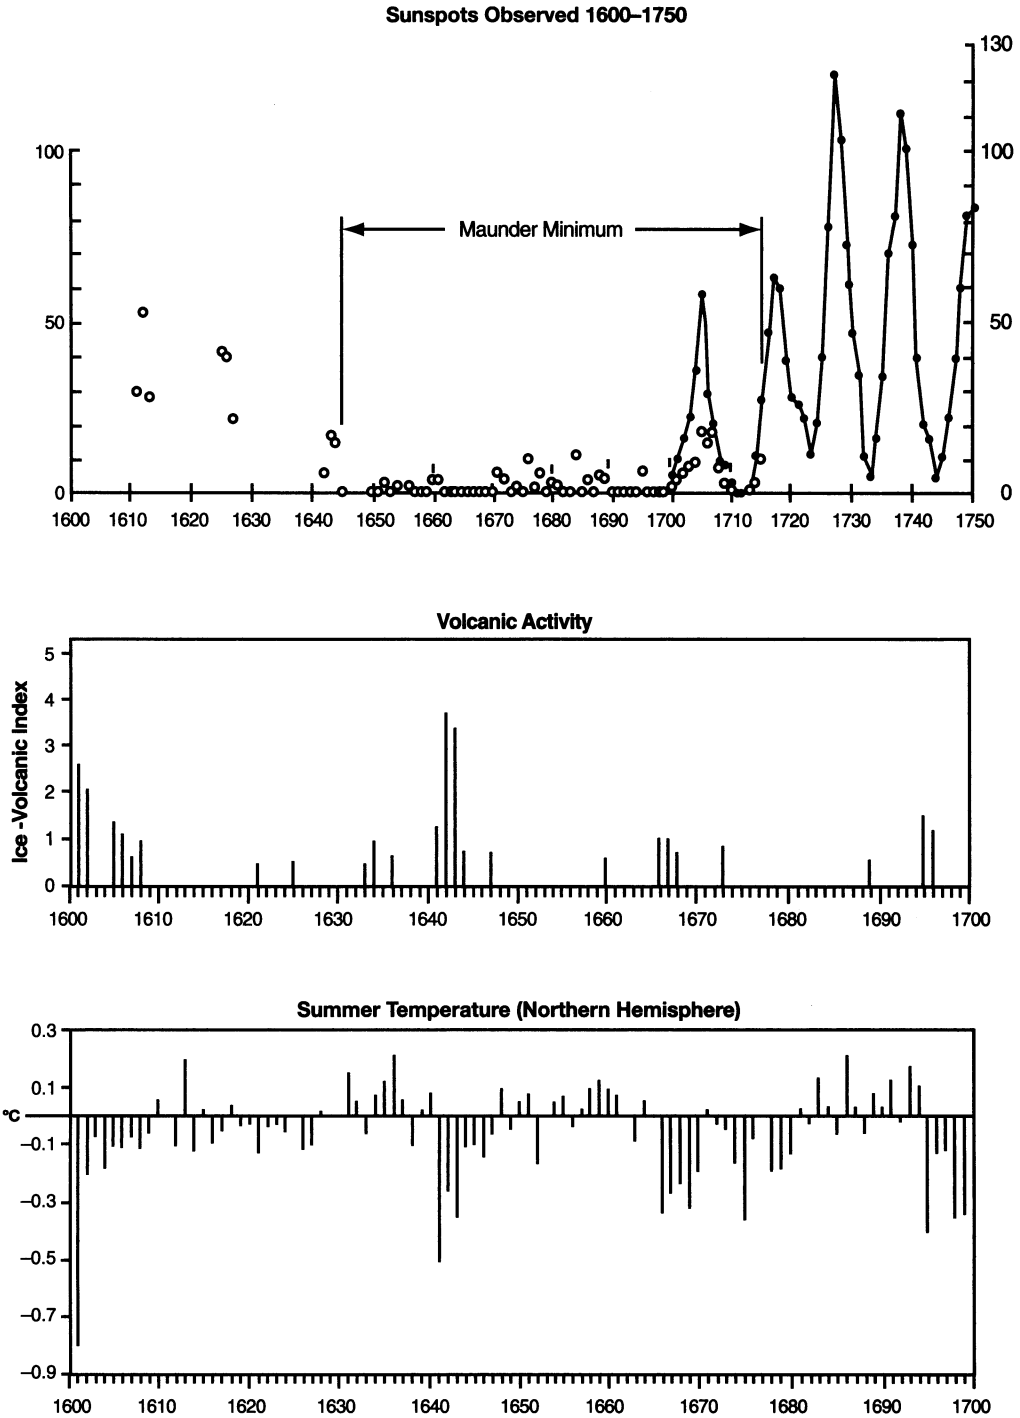 Sunspots Observed 1600–1750
130
100 100
Maunder Minimum
50 50
0 0
1600 1610 1620 1630 1640 1650 1660 1670 1680 1690 1700 1710 1720 1730 1740 1750
Volcanic Activity
Ice -Volcanic Index
5
4
3
2
1
0
1600 1610 1620 1630 1640 1650 1660 1670 1680 1690 1700
Summer Temperature (Northern Hemisphere)
0.3
0.1
°C
–0.1
–0.3
–0.5
–0.7
–0.9
1600 1610 1620 1630 1640 1650 1660 1670 1680 1690 1700